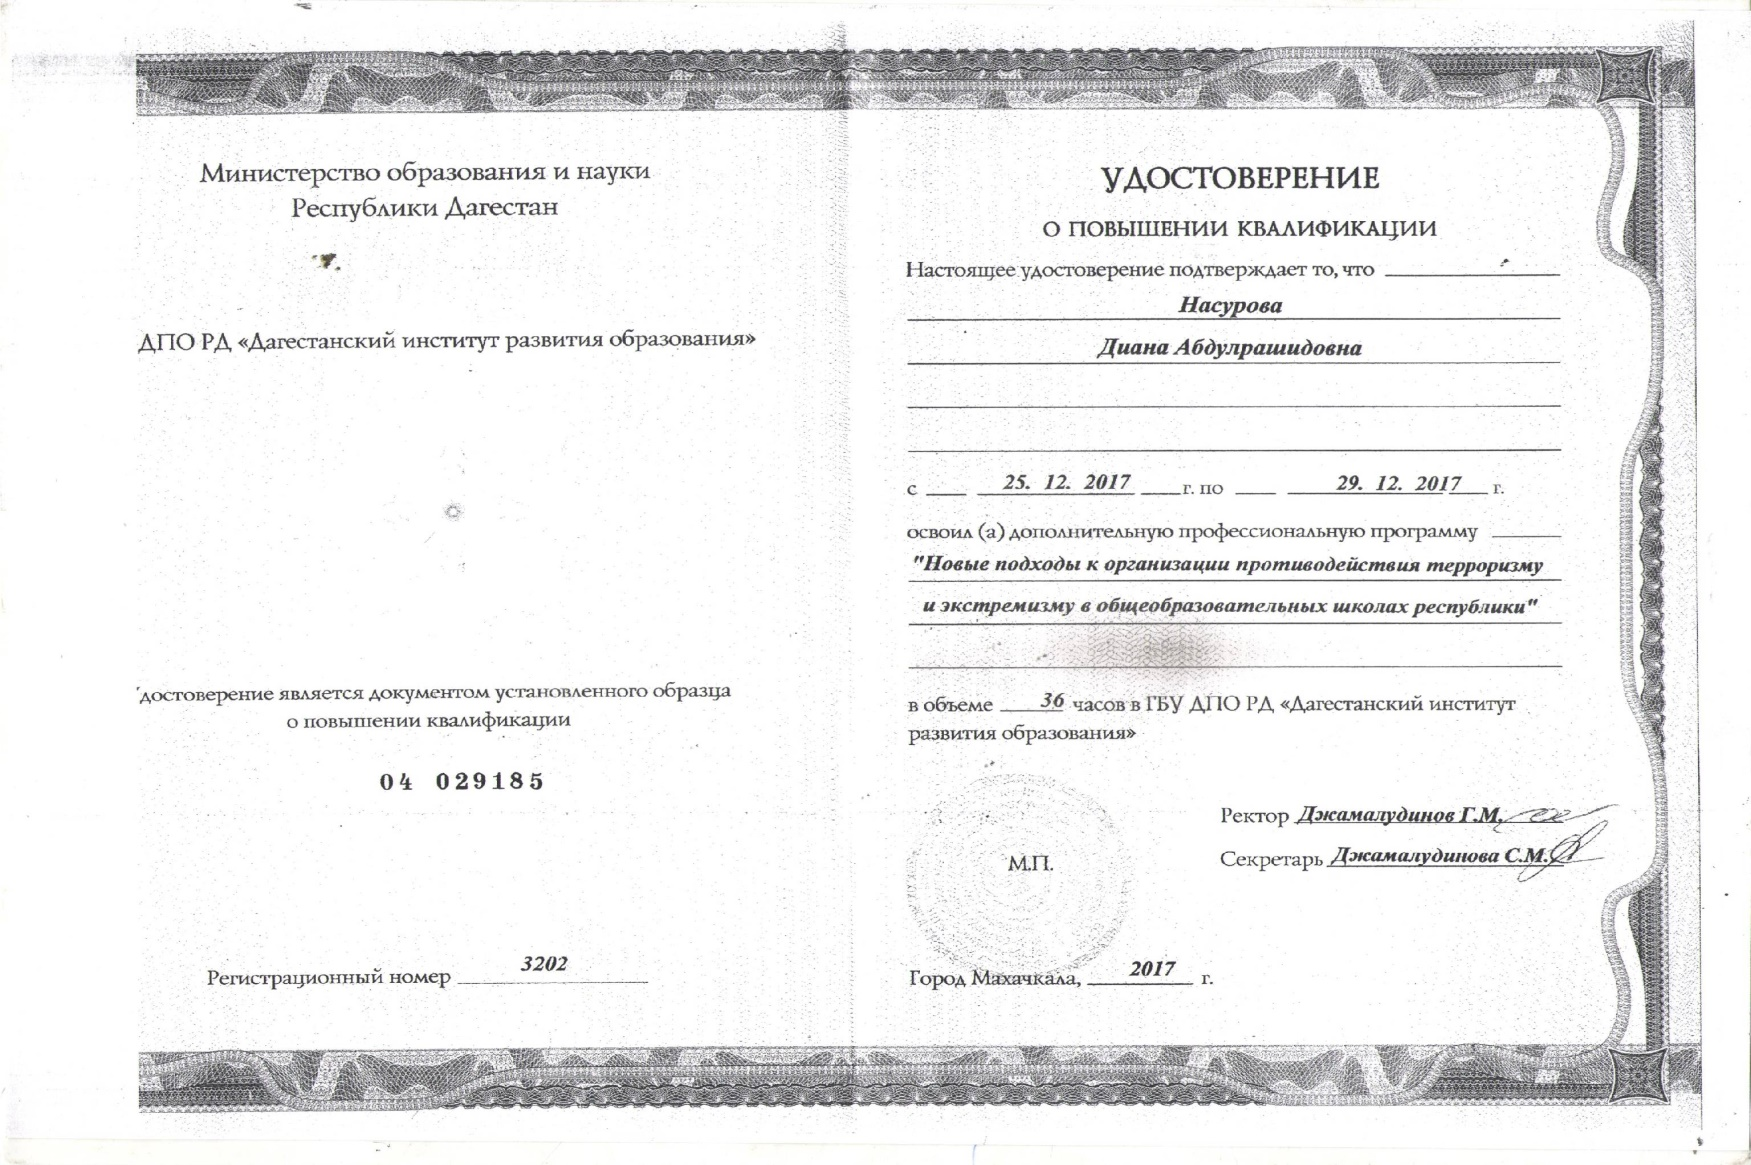 Министерство образования и науки
Республики Дагестан
ДПО РД «Дагестанский институт развития образования»
достоверение является документом установленного образца
о повышении квалификации
04 029185
Регистрационный номер 3202
УДОСТОВЕРЕНИЕ
О ПОВЫШЕНИИ КВАЛИФИКАЦИИ
Настоящее удостоверение подтверждает то, что
Насурова
Диана Абдулрашидовна
с 25. 12. 2017 г. по 29. 12. 2017 г.
освоил (а) дополнительную профессиональную программу
"Новые подходы к организации противодействия терроризму
и экстремизму в общеобразовательных школах республики"
в объеме 36 часов в ГБУ ДПО РД «Дагестанский институт
развития образования»
Ректор Джамалудинов Г.М.
Секретарь Джамалудинова С.М.
М.П.
Город Махачкала, 2017 г.